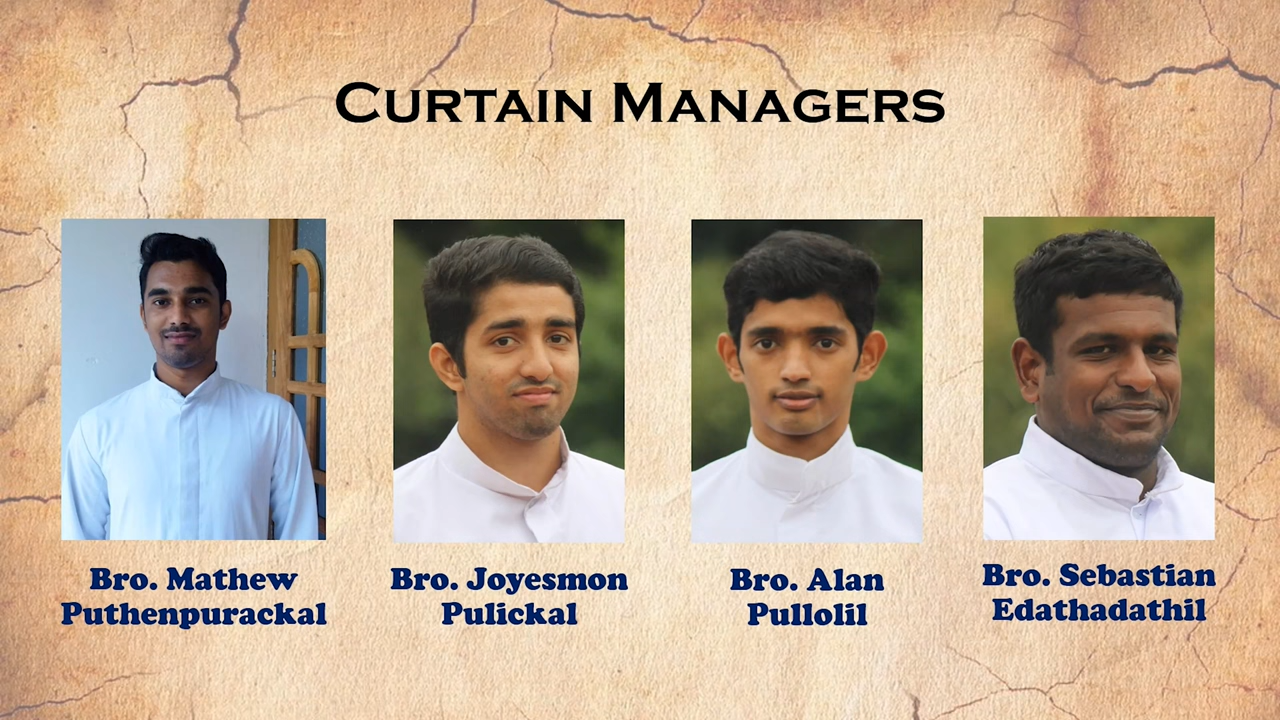 Curtain Managers
Bro. Mathew
Puthenpurackal
Bro. Joyesmon
Pulickal
Bro. Alan
Pullolil
Bro. Sebastian
Edathadathil